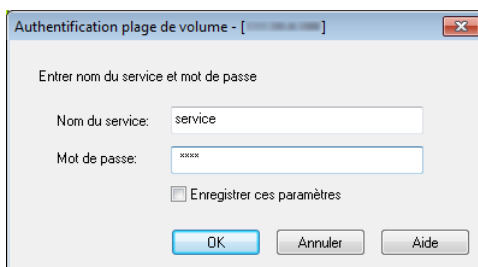 Authentification plage de volume - [ ]
Entrer nom du service et mot de passe
Nom du service: service
Mot de passe: ****
Enregistrer ces paramètres
OK Annuler Aide